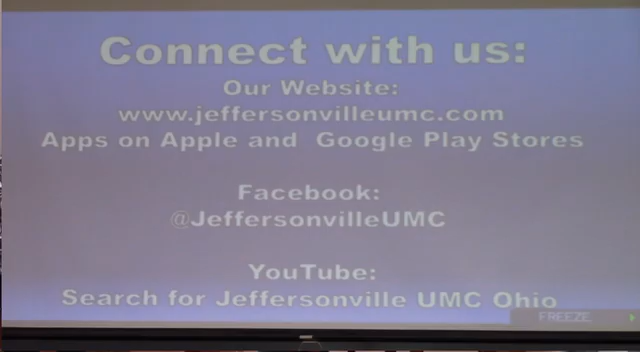 Connect with us:
Our Website:
www.jeffersonvilleumc.com
Apps on Apple and Google Play Stores
Facebook:
@JeffersonvilleUMC
YouTube:
Search for Jeffersonville UMC Ohio
FREEZE